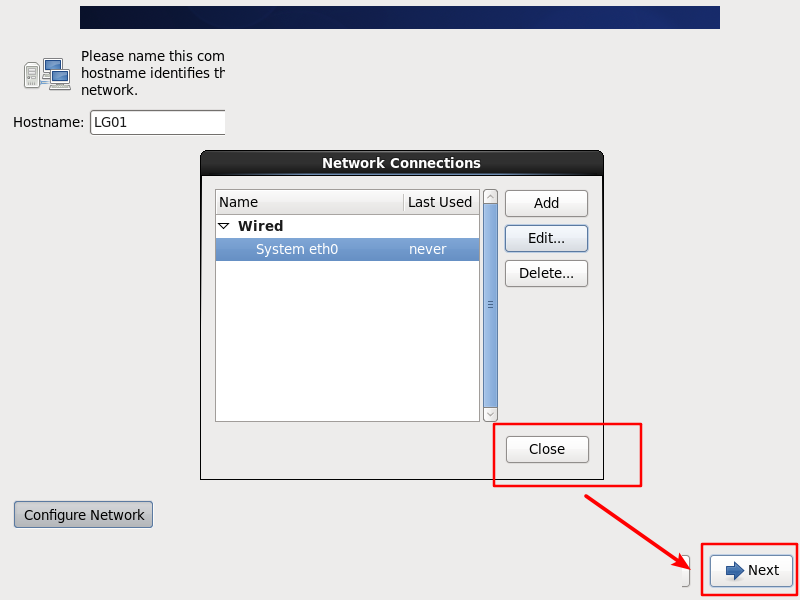 Please name this com
hostname identifies th
network.
Hostname: LG01
Network Connections
Name Last Used
Wired
System eth0 never
Add
Edit...
Delete...
Close
Configure Network
Next